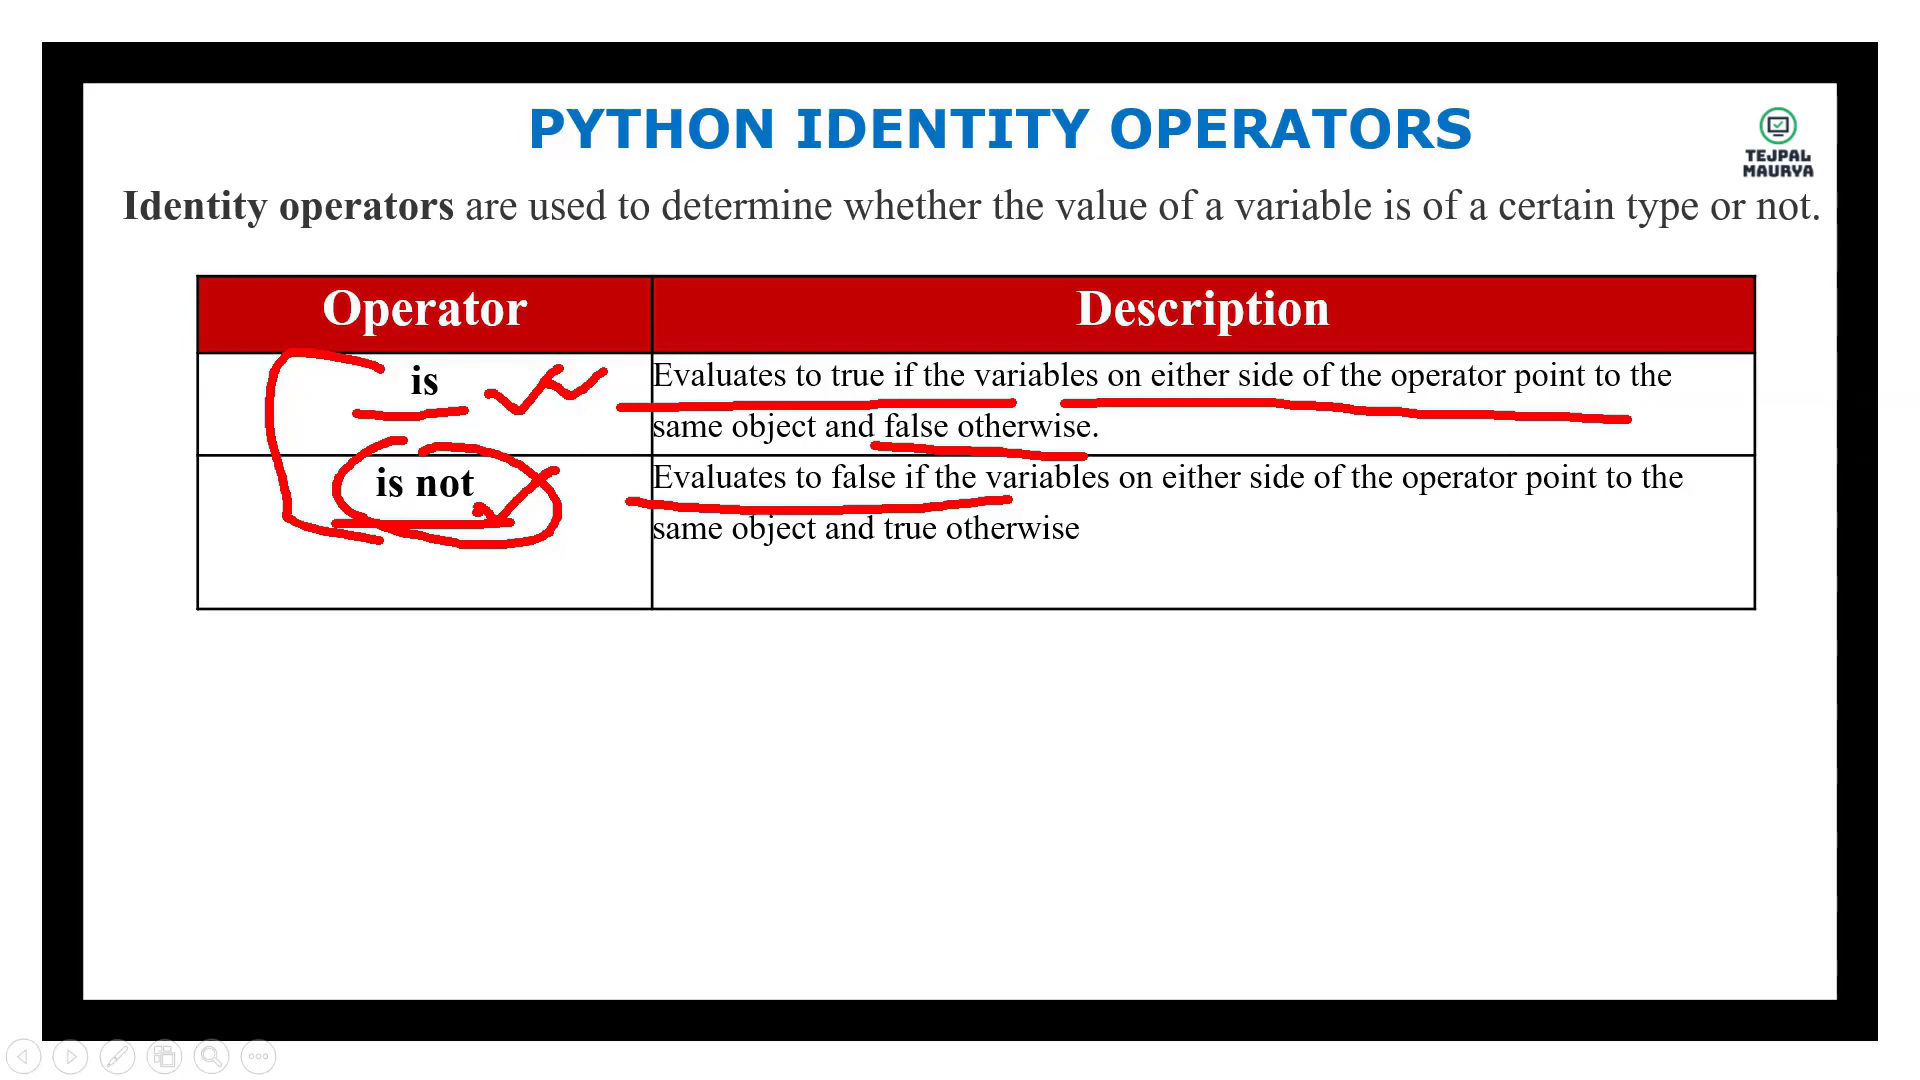 PYTHON IDENTITY OPERATORS
TEJPAL
MAURYA
Identity operators are used to determine whether the value of a variable is of a certain type or not.
Operator Description
is Evaluates to true if the variables on either side of the operator point to the
same object and false otherwise.
is not Evaluates to false if the variables on either side of the operator point to the
same object and true otherwise